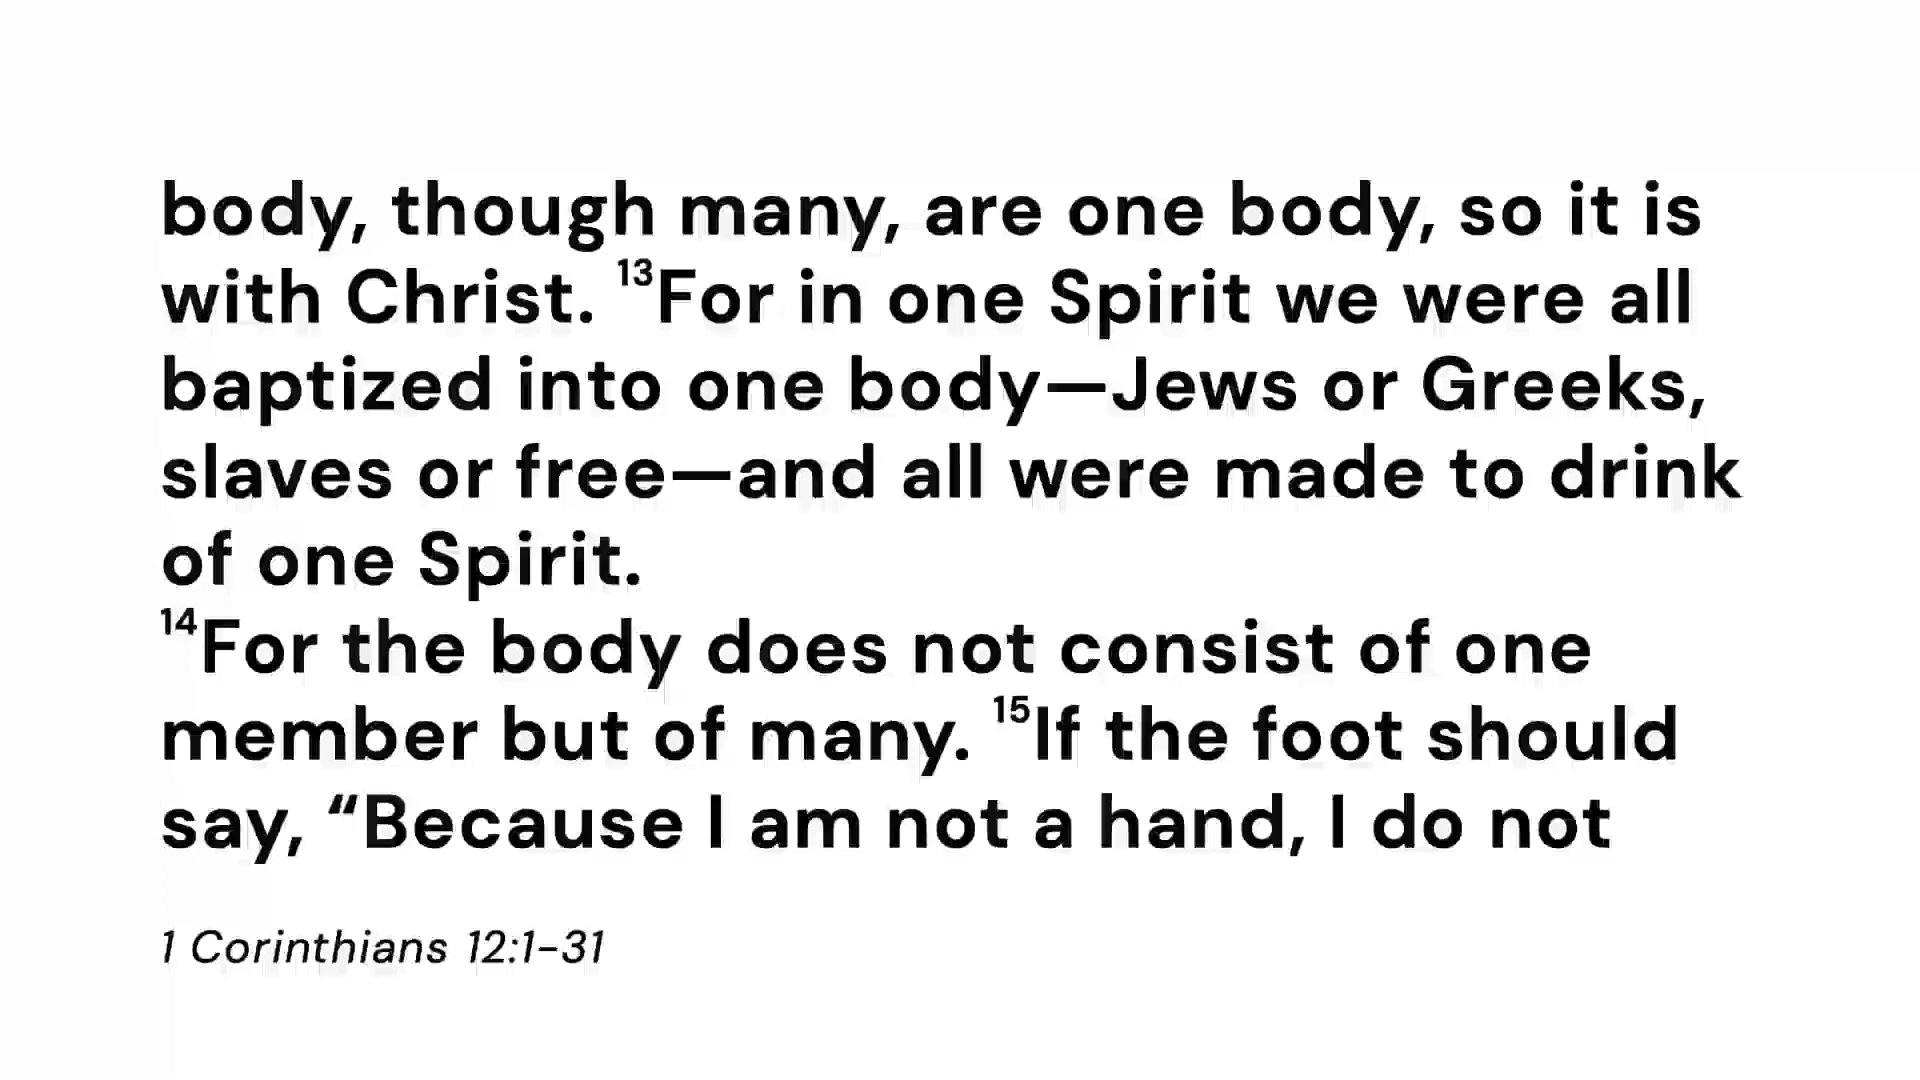 body, though many, are one body, so it is
with Christ. ¹³For in one Spirit we were all
baptized into one body—Jews or Greeks,
slaves or free—and all were made to drink
of one Spirit.
¹⁴For the body does not consist of one
member but of many. ¹⁵If the foot should
say, “Because I am not a hand, I do not
1 Corinthians 12:1–31